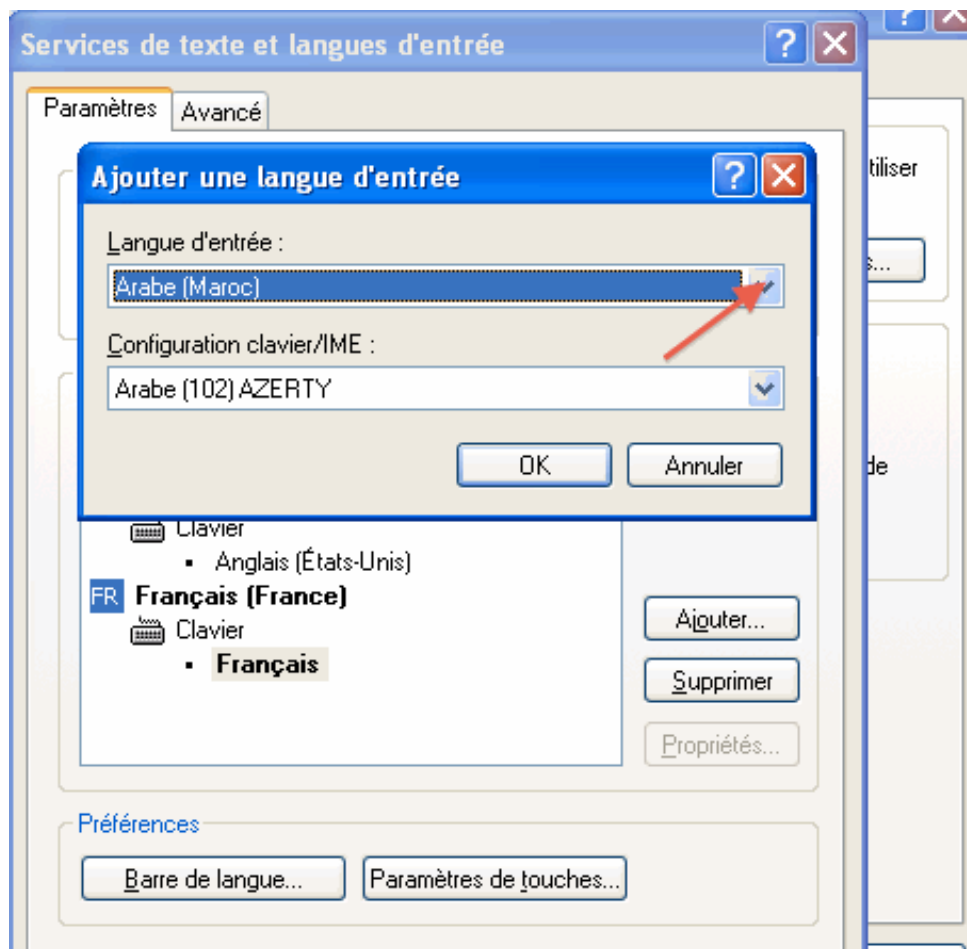 Services de texte et langues d'entrée
Paramètres
Avancé
Ajouter une langue d'entrée
tiliser
Langue d'entrée :
s...
Arabe (Maroc)
Configuration clavier/IME :
Arabe (102) AZERTY
OK
Annuler
de
Clavier
Anglais (États-Unis)
FR Français (France)
Clavier
Français
Ajouter...
Supprimer
Propriétés...
Préférences
Barre de langue...
Paramètres de touches...